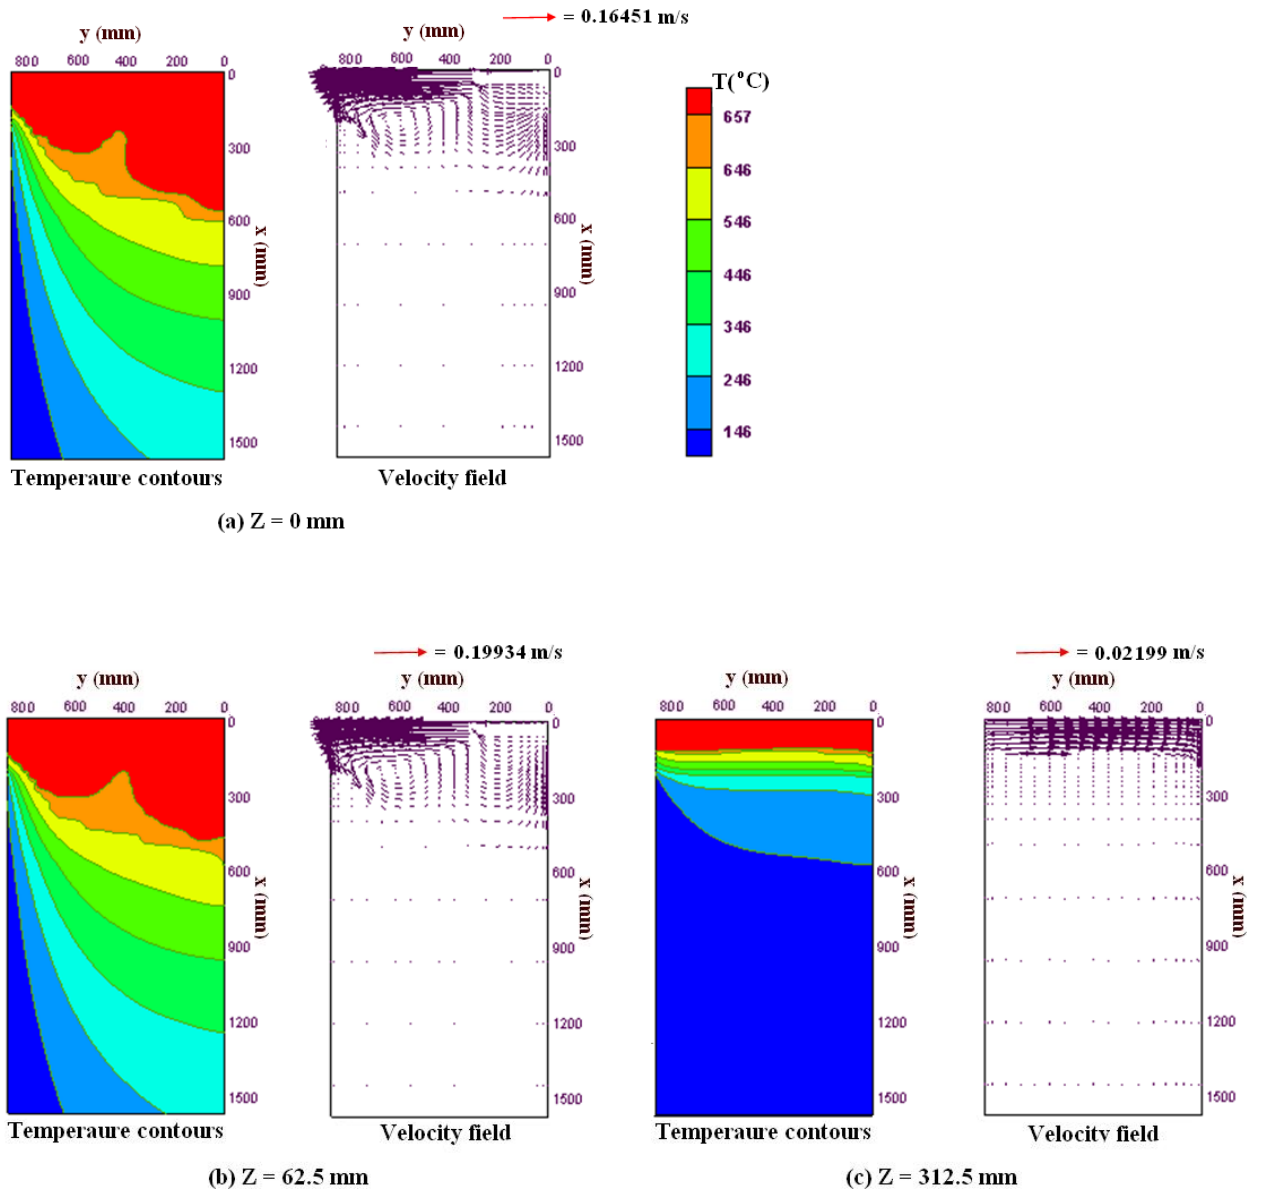 = 0.16451 m/s
y (mm)
y (mm)
800 600 400 200 0
800 600 400 200 0
0
300
600
900
1200
1500
x (mm)
0
300
600
900
1200
1500
x (mm)
T(°C)
657
646
546
446
346
246
146
Temperaure contours
Velocity field
(a) Z = 0 mm
= 0.19934 m/s
y (mm)
y (mm)
800 600 400 200 0
800 600 400 200 0
0
300
600
900
1200
1500
x (mm)
0
300
600
900
1200
1500
x (mm)
Temperaure contours
Velocity field
(b) Z = 62.5 mm
= 0.02199 m/s
y (mm)
y (mm)
800 600 400 200 0
800 600 400 200 0
0
300
600
900
1200
1500
x (mm)
0
300
600
900
1200
1500
x (mm)
Temperaure contours
Velocity field
(c) Z = 312.5 mm